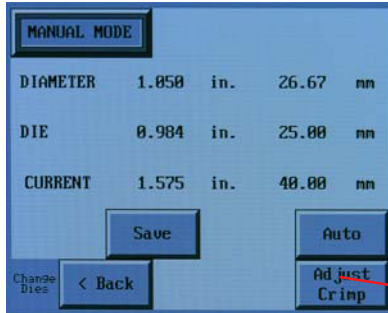 MANUAL MODE
DIAMETER 1.050 in. 26.67 mm
DIE 0.984 in. 25.00 mm
CURRENT 1.575 in. 40.00 mm
Save Auto
Change
Dies
< Back
Adjust
Crimp